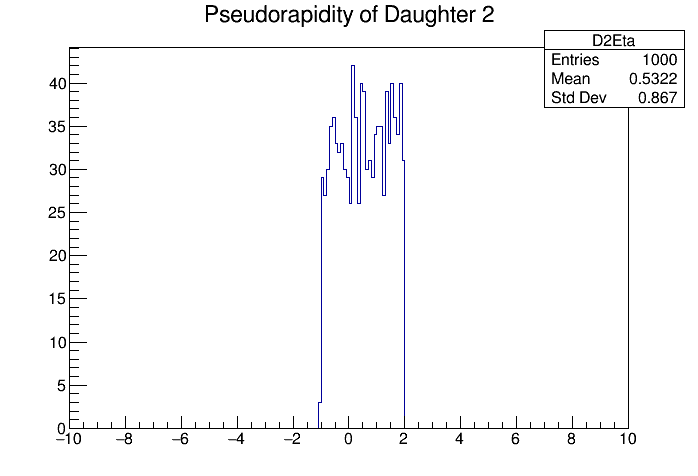 Pseudorapidity of Daughter 2
D2Eta
Entries 1000
Mean 0.5322
Std Dev 0.867
40
35
30
25
20
15
10
5
0
−10 −8 −6 −4 −2 0 2 4 6 8 10